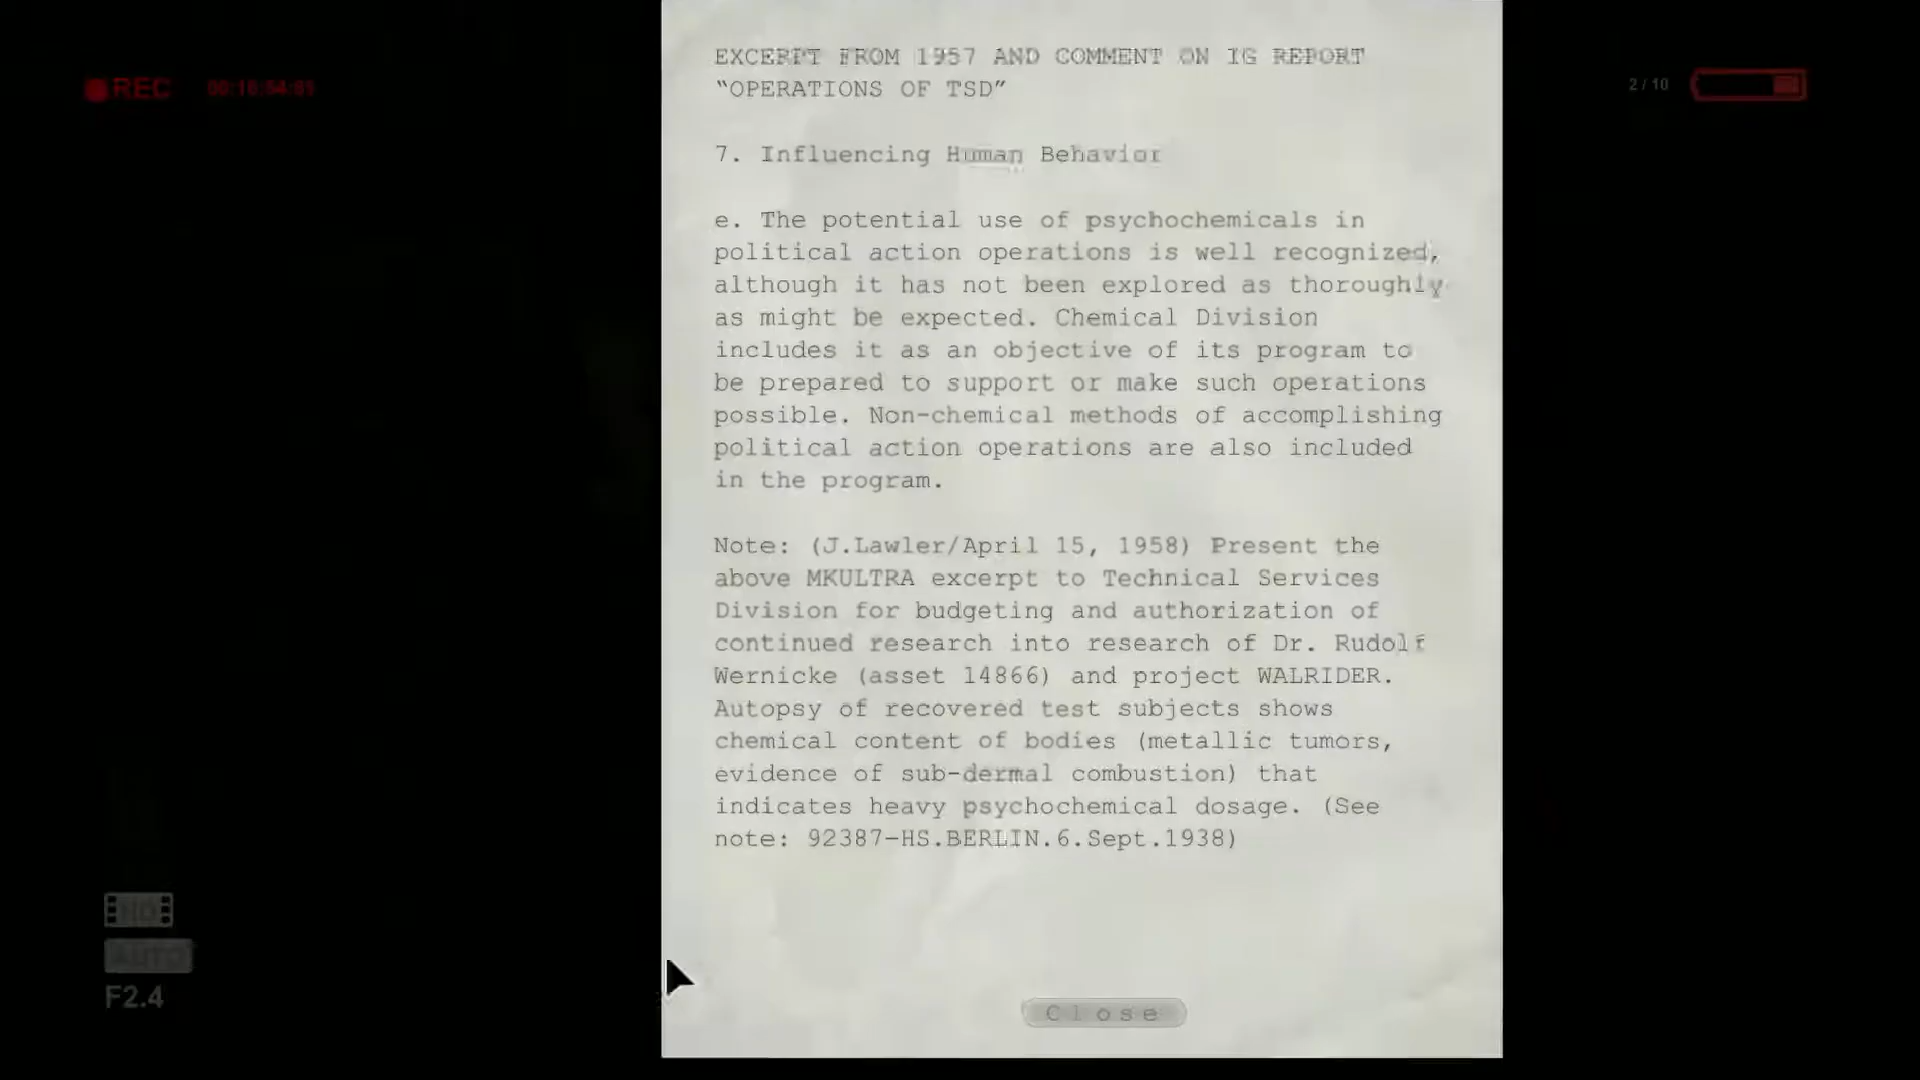 REC
2 / 10
EXCERPT FROM 1957 AND COMMENT ON IG REPORT
“OPERATIONS OF TSD”
7. Influencing Human Behavior
e. The potential use of psychochemicals in
political action operations is well recognized,
although it has not been explored as thoroughly
as might be expected. Chemical Division
includes it as an objective of its program to
be prepared to support or make such operations
possible. Non-chemical methods of accomplishing
political action operations are also included
in the program.
Note: (J.Lawler/April 15, 1958) Present the
above MKULTRA excerpt to Technical Services
Division for budgeting and authorization of
continued research into research of Dr. Rudolf
Wernicke (asset 14866) and project WALRIDER.
Autopsy of recovered test subjects shows
chemical content of bodies (metallic tumors,
evidence of sub-dermal combustion) that
indicates heavy psychochemical dosage. (See
note: 92387-HS.BERLIN.6.Sept.1938)
HD
AUTO
F2.4
Close